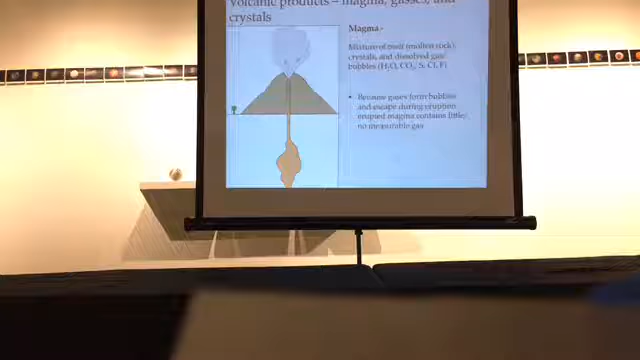 Volcanic products – magma, gasses, and
crystals
Magma -
Mixture of melt (molten rock),
crystals, and dissolved gas/
bubbles (H₂O, CO₂, S, Cl, F)
• Because gases form bubbles
and escape during eruption
erupted magma contains little/
no measurable gas